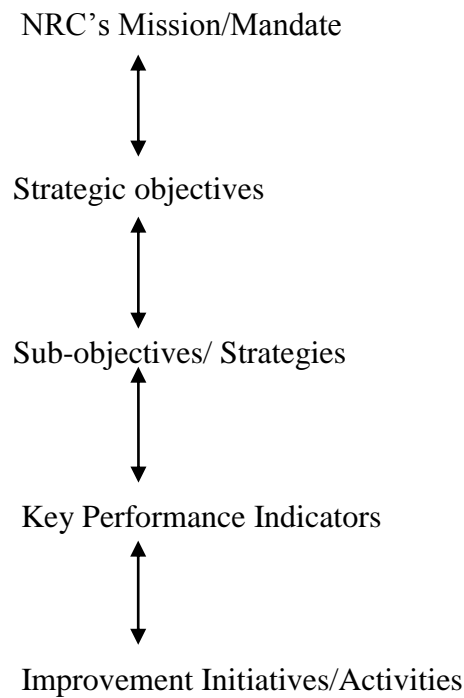 NRC’s Mission/Mandate
Strategic objectives
Sub-objectives/ Strategies
Key Performance Indicators
Improvement Initiatives/Activities